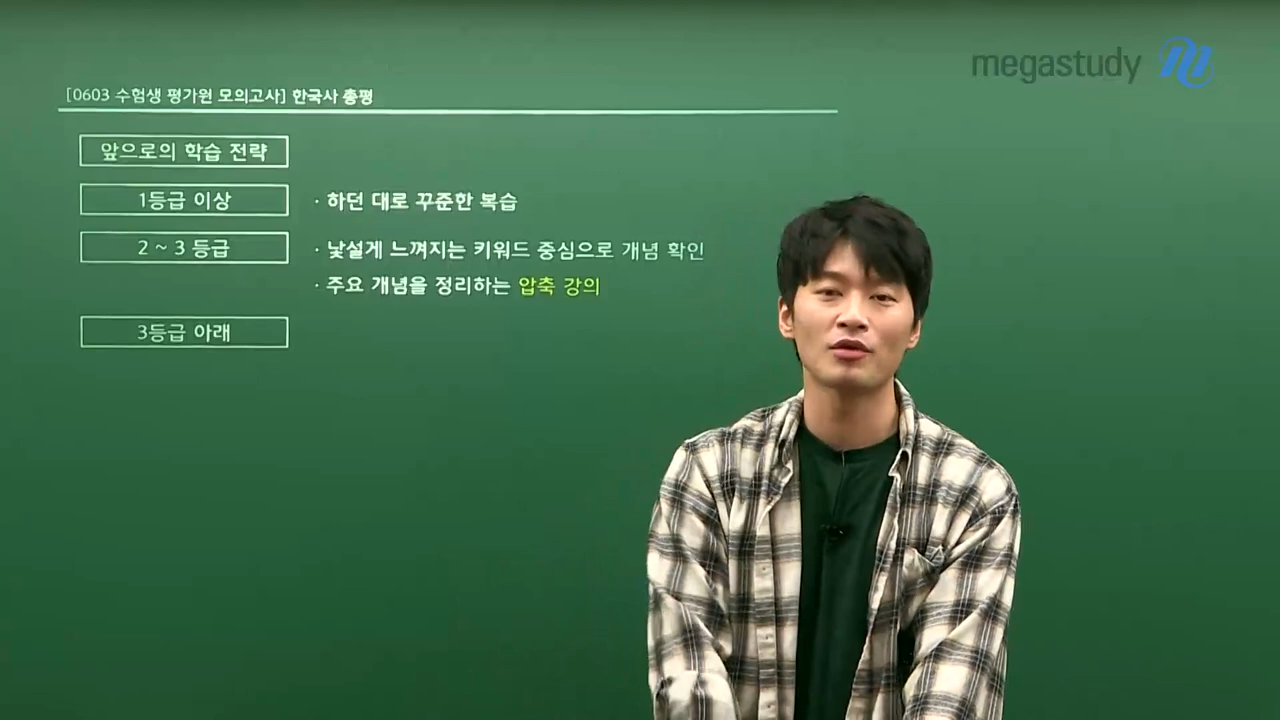 megastudy
[0603 수험생 평가원 모의고사] 한국사 총평
앞으로의 학습 전략
1등급 이상
· 하던 대로 꾸준한 복습
2 ~ 3 등급
· 낯설게 느껴지는 키워드 중심으로 개념 확인
· 주요 개념을 정리하는 압축 강의
3등급 아래